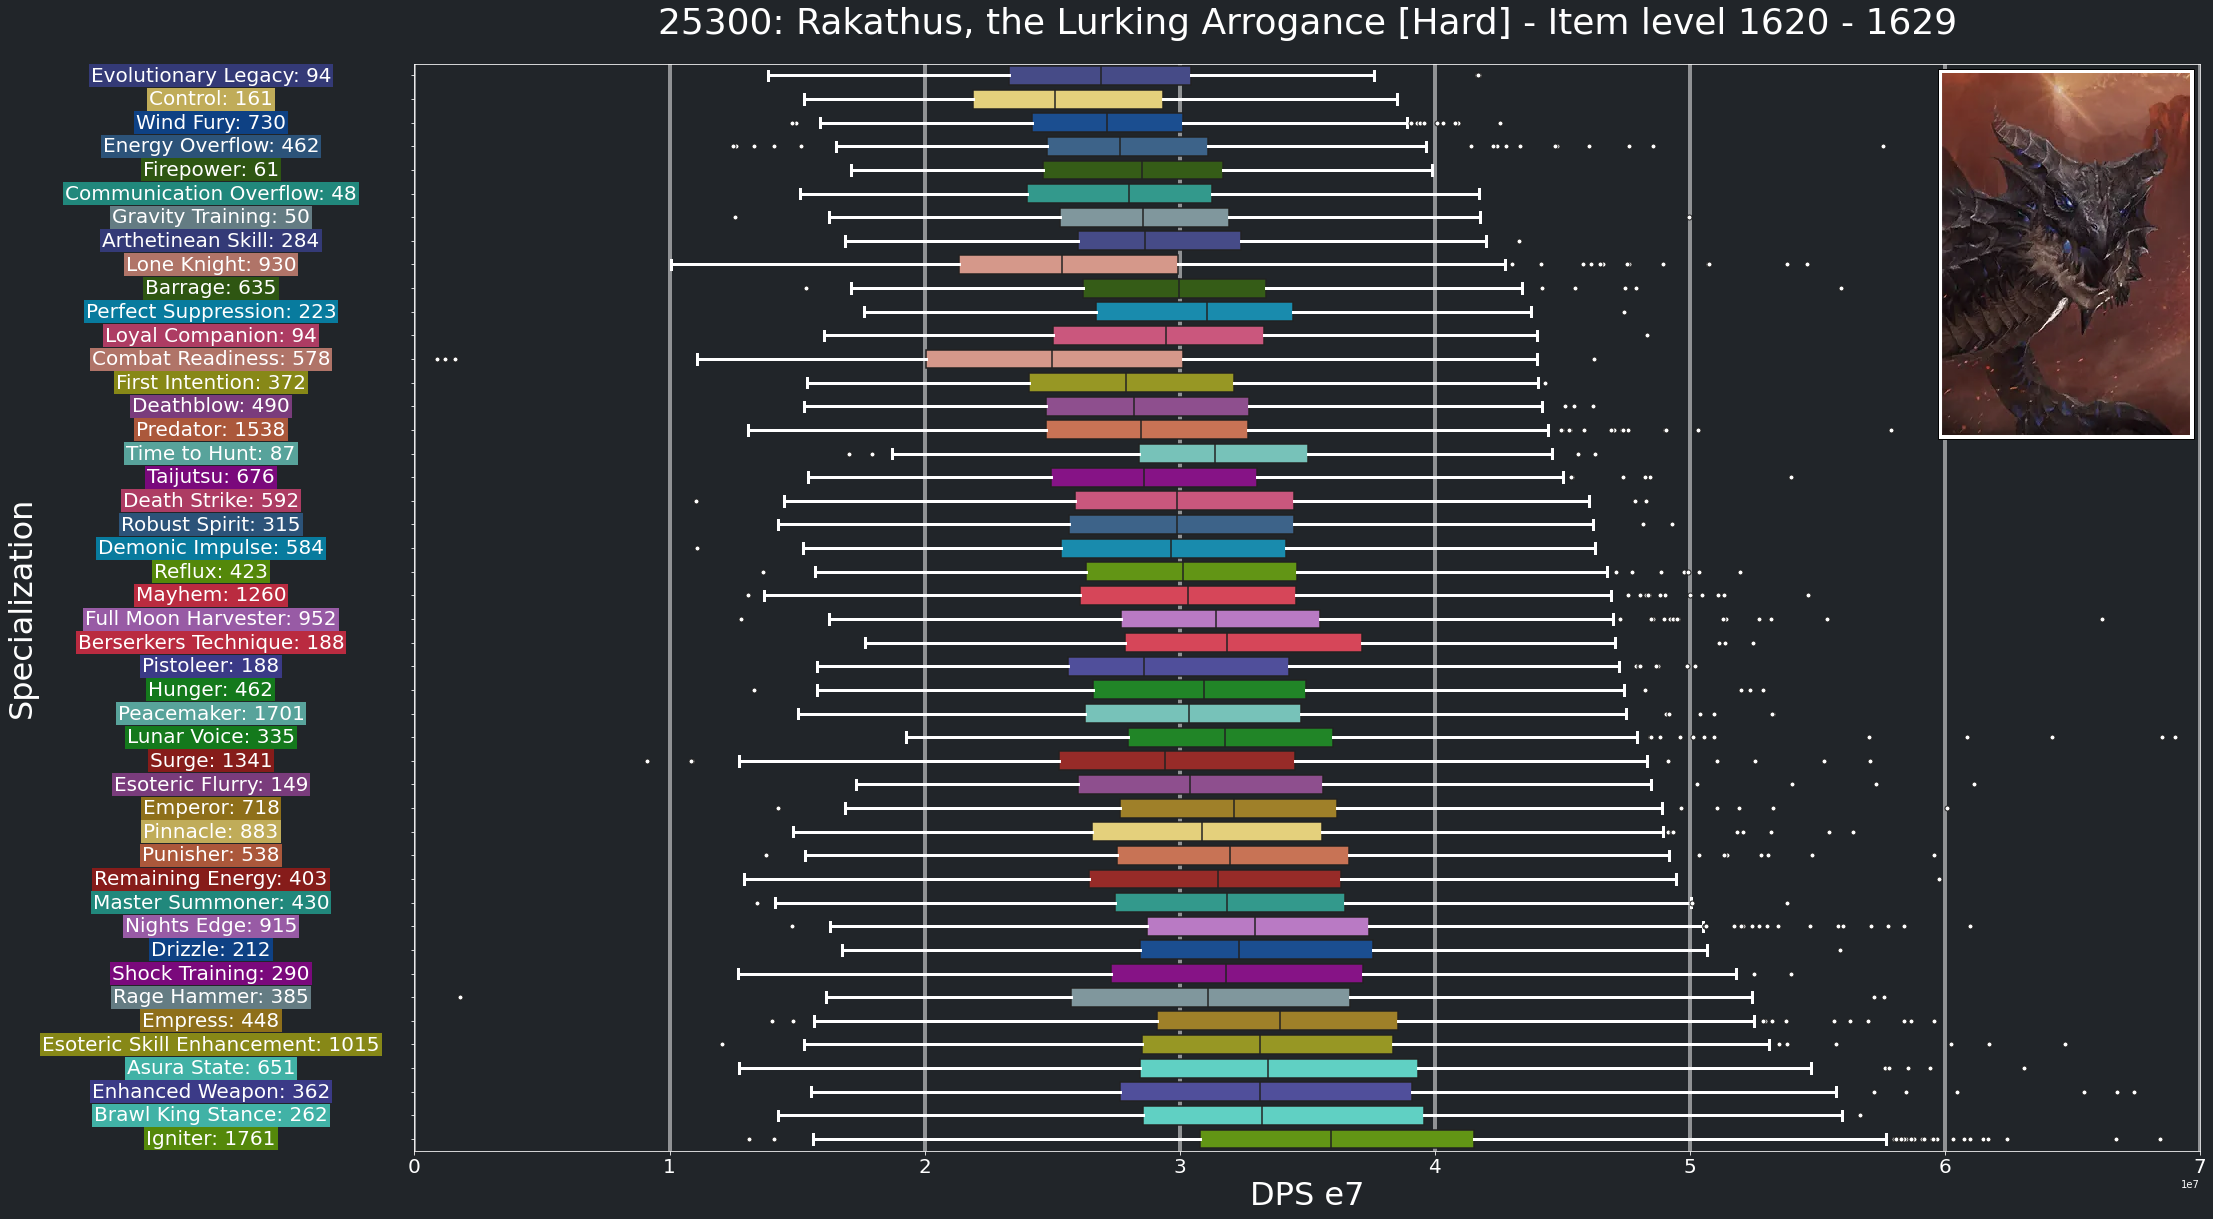 25300: Rakathus, the Lurking Arrogance [Hard] - Item level 1620 - 1629
Specialization
Evolutionary Legacy: 94
Control: 161
Wind Fury: 730
Energy Overflow: 462
Firepower: 61
Communication Overflow: 48
Gravity Training: 50
Arthetinean Skill: 284
Lone Knight: 930
Barrage: 635
Perfect Suppression: 223
Loyal Companion: 94
Combat Readiness: 578
First Intention: 372
Deathblow: 490
Predator: 1538
Time to Hunt: 87
Taijutsu: 676
Death Strike: 592
Robust Spirit: 315
Demonic Impulse: 584
Reflux: 423
Mayhem: 1260
Full Moon Harvester: 952
Berserkers Technique: 188
Pistoleer: 188
Hunger: 462
Peacemaker: 1701
Lunar Voice: 335
Surge: 1341
Esoteric Flurry: 149
Emperor: 718
Pinnacle: 883
Punisher: 538
Remaining Energy: 403
Master Summoner: 430
Nights Edge: 915
Drizzle: 212
Shock Training: 290
Rage Hammer: 385
Empress: 448
Esoteric Skill Enhancement: 1015
Asura State: 651
Enhanced Weapon: 362
Brawl King Stance: 262
Igniter: 1761
0 1 2 3 4 5 6 7
1e7
DPS e7